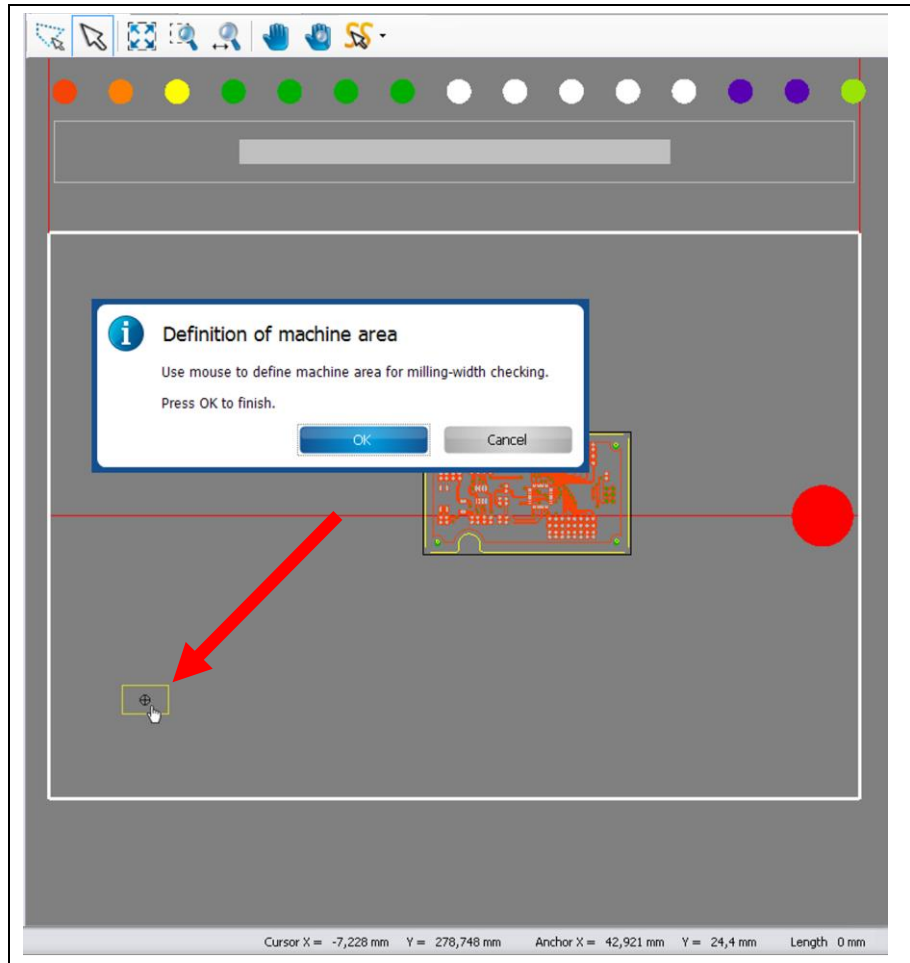 Definition of machine area
Use mouse to define machine area for milling-width checking.
Press OK to finish.
OK Cancel
Cursor X = -7,228 mm Y = 278,748 mm Anchor X = 42,921 mm Y = 24,4 mm Length 0 mm